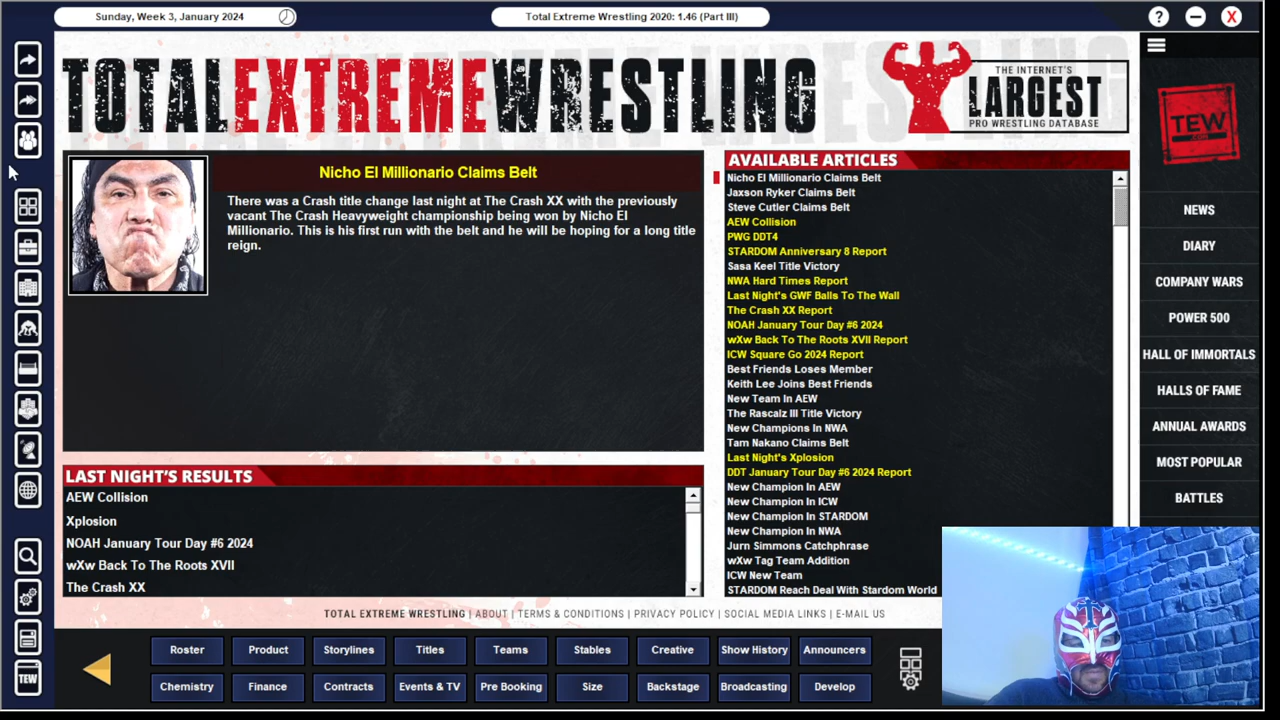 Sunday, Week 3, January 2024
Total Extreme Wrestling 2020: 1.46 (Part III)
? X
TOTALEXTREMEWRESTLING
THE INTERNET'S
LARGEST
PRO WRESTLING DATABASE
TEW
.COM
Nicho El Millionario Claims Belt
There was a Crash title change last night at The Crash XX with the previously
vacant The Crash Heavyweight championship being won by Nicho El
Millionario. This is his first run with the belt and he will be hoping for a long title
reign.
AVAILABLE ARTICLES
Nicho El Millionario Claims Belt
Jaxson Ryker Claims Belt
Steve Cutler Claims Belt
AEW Collision
PWG DDT4
STARDOM Anniversary 8 Report
Sasa Keel Title Victory
NWA Hard Times Report
Last Night's GWF Balls To The Wall
The Crash XX Report
NOAH January Tour Day #6 2024
wXw Back To The Roots XVII Report
ICW Square Go 2024 Report
Best Friends Loses Member
Keith Lee Joins Best Friends
New Team In AEW
The Rascalz III Title Victory
New Champions In NWA
Tam Nakano Claims Belt
Last Night's Xplosion
DDT January Tour Day #6 2024 Report
New Champion In AEW
New Champion In ICW
New Champion In STARDOM
New Champion In NWA
Jurn Simmons Catchphrase
wXw Tag Team Addition
ICW New Team
STARDOM Reach Deal With Stardom World
NEWS
DIARY
COMPANY WARS
POWER 500
HALL OF IMMORTALS
HALLS OF FAME
ANNUAL AWARDS
MOST POPULAR
BATTLES
LAST NIGHT'S RESULTS
AEW Collision
Xplosion
NOAH January Tour Day #6 2024
wXw Back To The Roots XVII
The Crash XX
TOTAL EXTREME WRESTLING | ABOUT | TERMS & CONDITIONS | PRIVACY POLICY | SOCIAL MEDIA LINKS | E-MAIL US
Roster Product Storylines Titles Teams Stables Creative Show History Announcers
Chemistry Finance Contracts Events & TV Pre Booking Size Backstage Broadcasting Develop
TEW